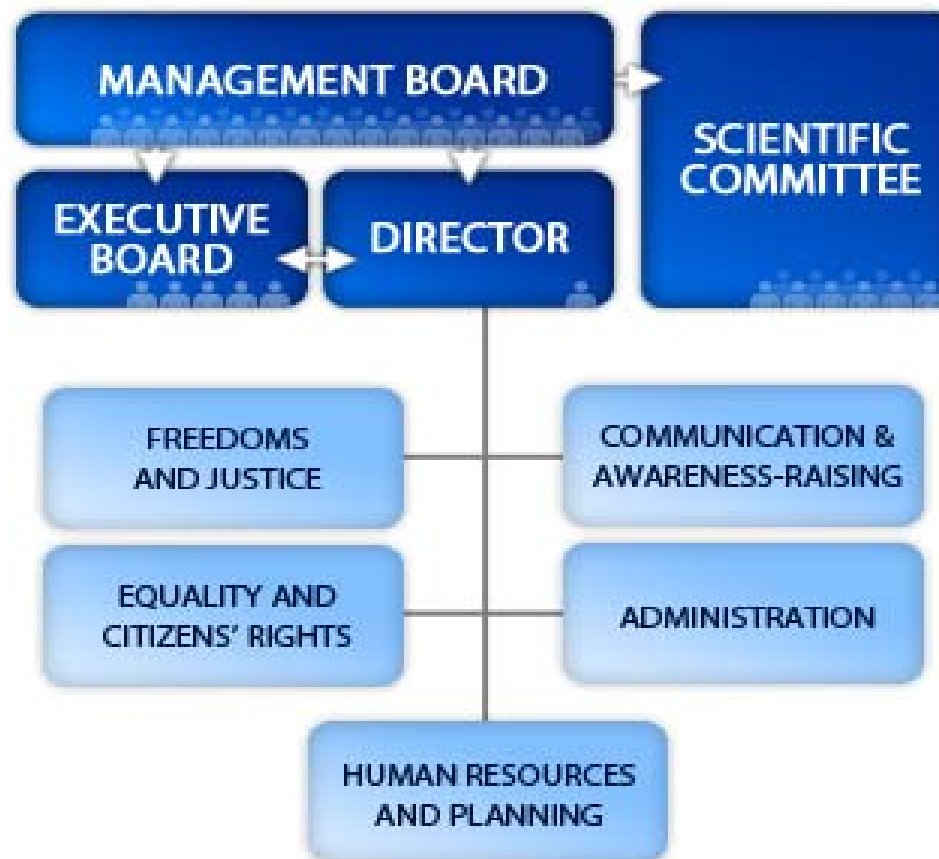 MANAGEMENT BOARD
SCIENTIFIC
COMMITTEE
EXECUTIVE
BOARD
DIRECTOR
FREEDOMS
AND JUSTICE
COMMUNICATION &
AWARENESS-RAISING
EQUALITY AND
CITIZENS’ RIGHTS
ADMINISTRATION
HUMAN RESOURCES
AND PLANNING